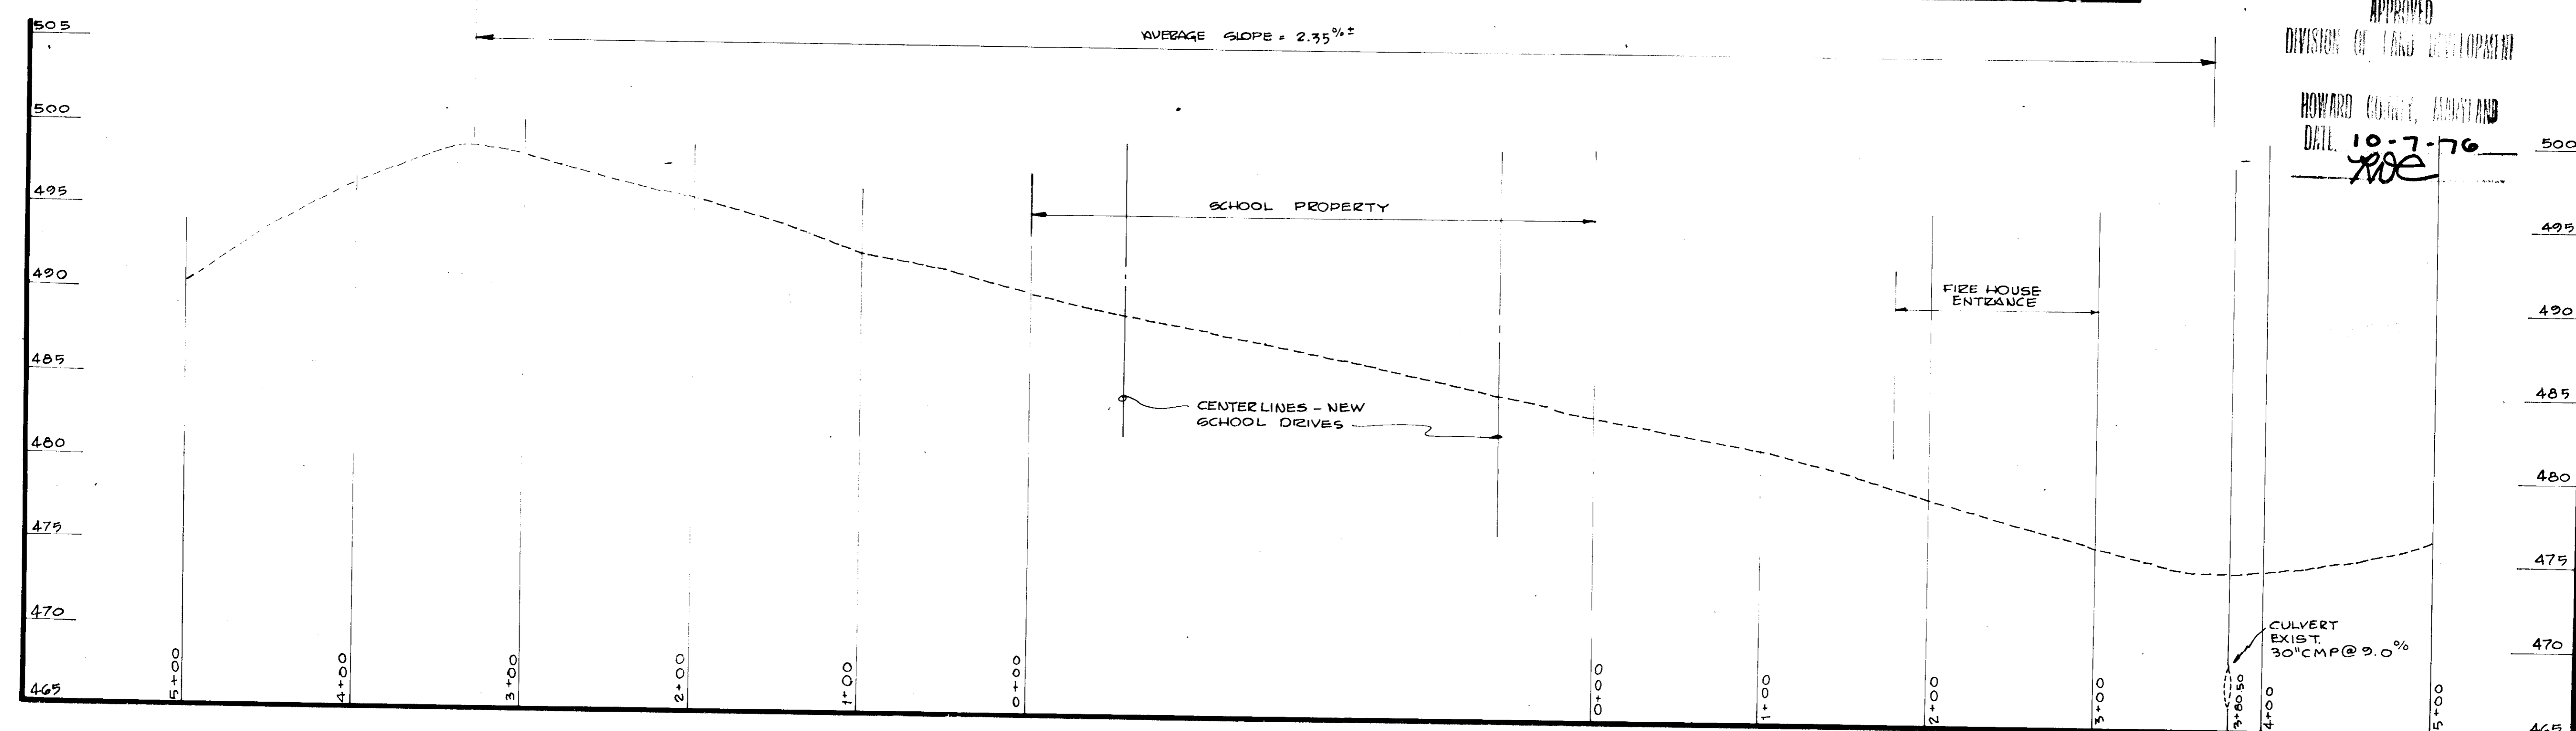 AVERAGE SLOPE = 2.35%±
APPROVED
DIVISION OF LAND DEVELOPMENT
HOWARD COUNTY, MARYLAND
DATE 10-7-76
505
500
495
490
485
480
475
470
465
SCHOOL PROPERTY
FIRE HOUSE
ENTRANCE
CENTERLINES - NEW
SCHOOL DRIVES
CULVERT
EXIST.
30"CMP@9.0%
500
495
490
485
480
475
470
465
5+00
4+00
3+00
2+00
1+00
0+00
0+00
1+00
2+00
3+00
3+80.50
4+00
5+00